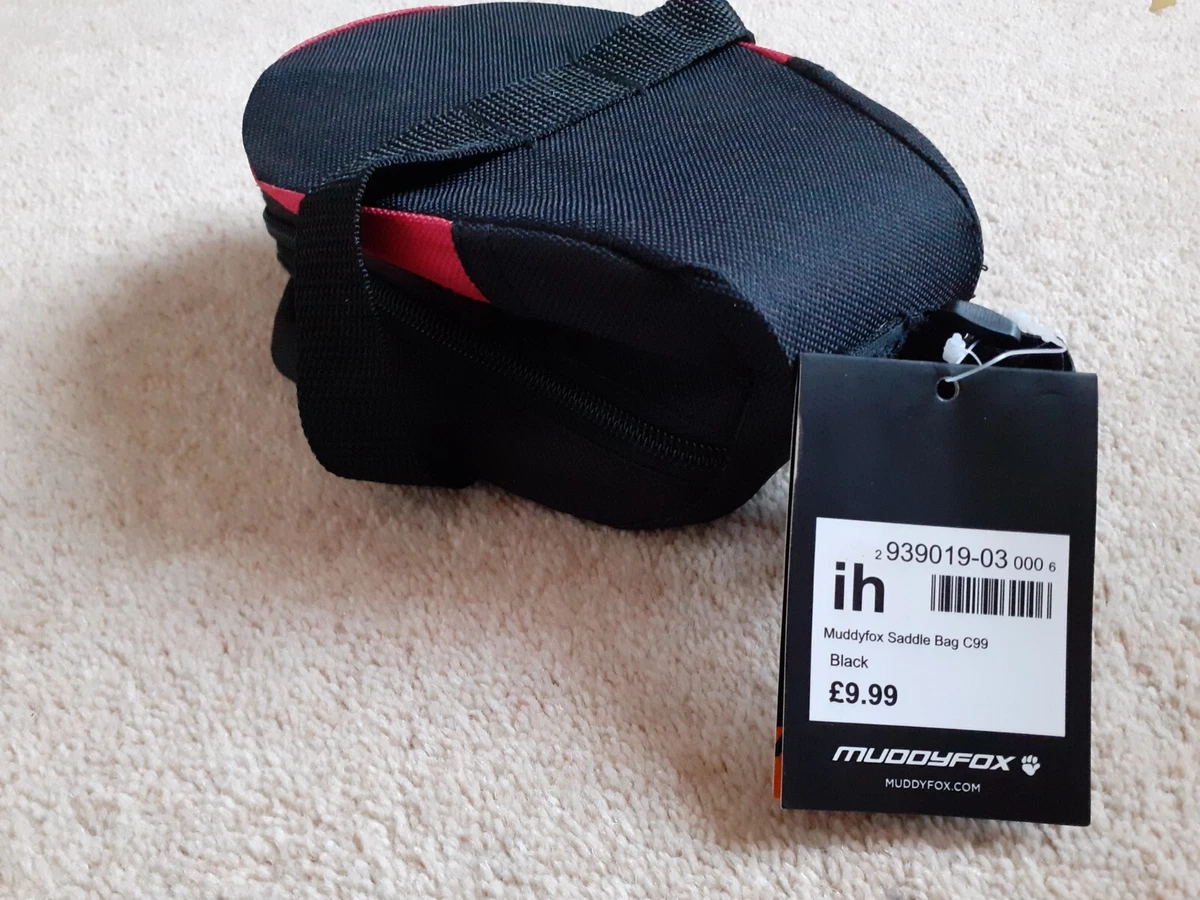 2 939019-03 000 6
ih
Muddyfox Saddle Bag C99
Black
£9.99
MUDDYFOX
MUDDYFOX.COM